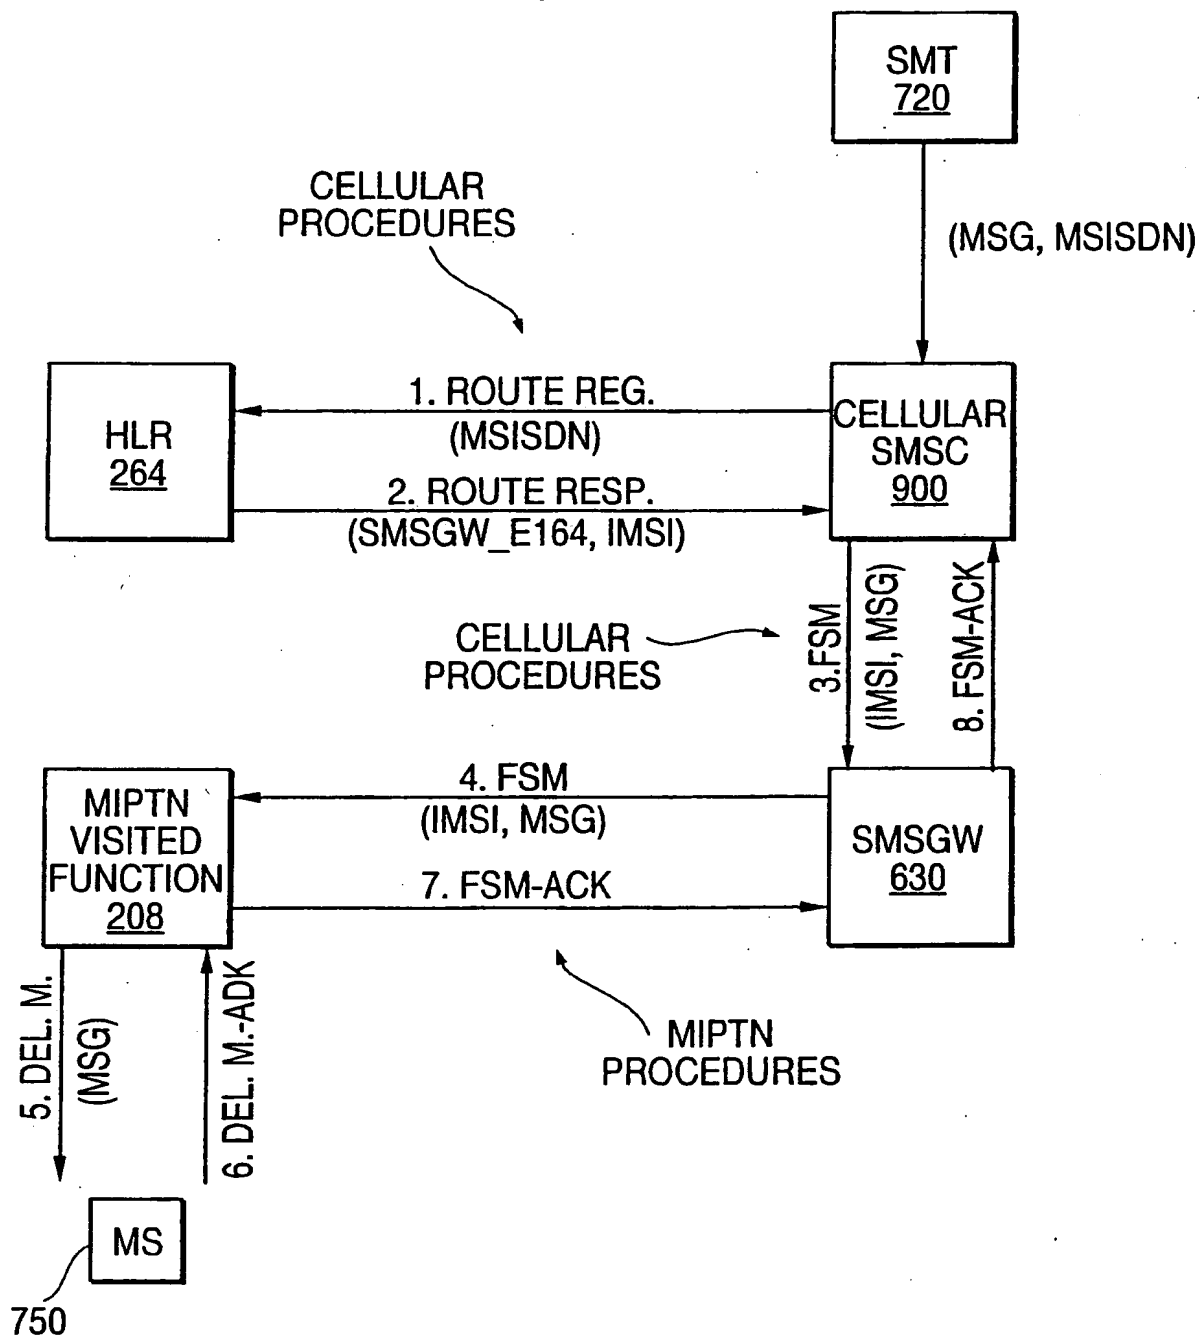 SMT
720
CELLULAR
PROCEDURES
(MSG, MSISDN)
HLR
264
1. ROUTE REG.
(MSISDN)
2. ROUTE RESP.
(SMSGW_E164, IMSI)
CELLULAR
SMSC
900
CELLULAR
PROCEDURES
3.FSM
(IMSI, MSG)
8. FSM-ACK
MIPTN
VISITED
FUNCTION
208
4. FSM
(IMSI, MSG)
7. FSM-ACK
SMSGW
630
5. DEL. M.
(MSG)
6. DEL. M.-ADK
MIPTN
PROCEDURES
MS
750